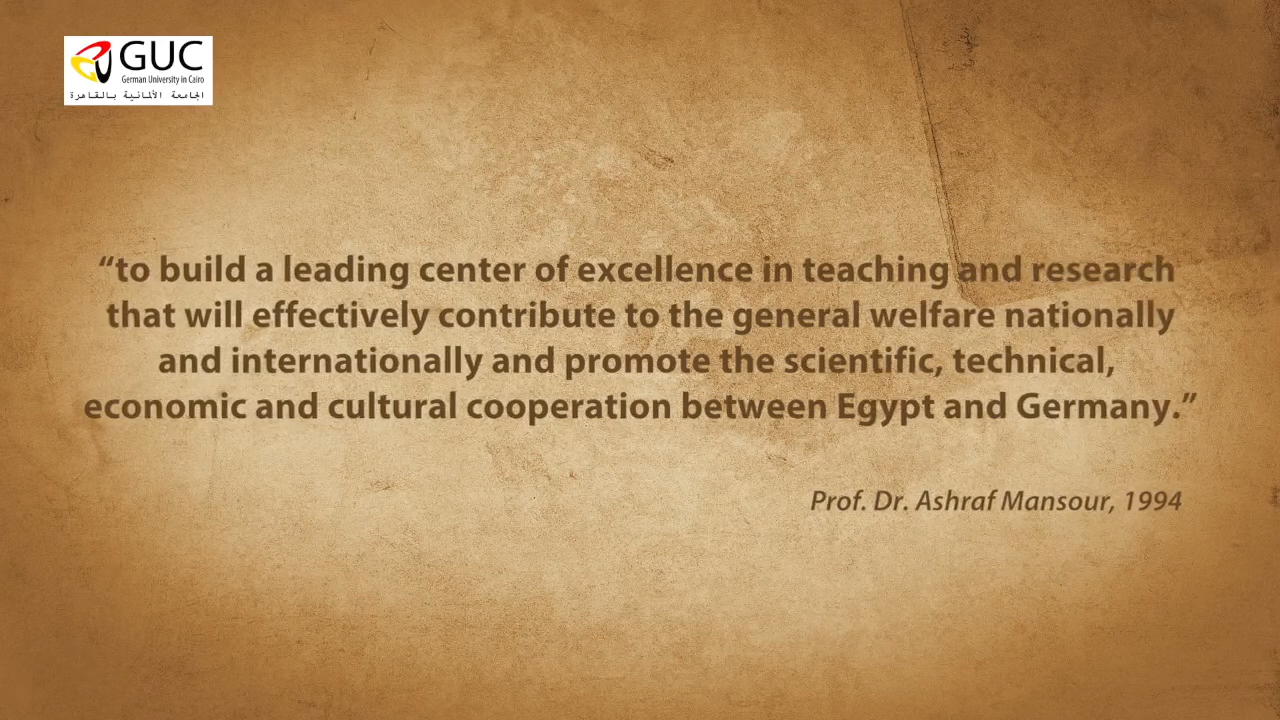 GUC
German University in Cairo
الجامعة الألمانية بالقاهرة
“to build a leading center of excellence in teaching and research
that will effectively contribute to the general welfare nationally
and internationally and promote the scientific, technical,
economic and cultural cooperation between Egypt and Germany.”
Prof. Dr. Ashraf Mansour, 1994